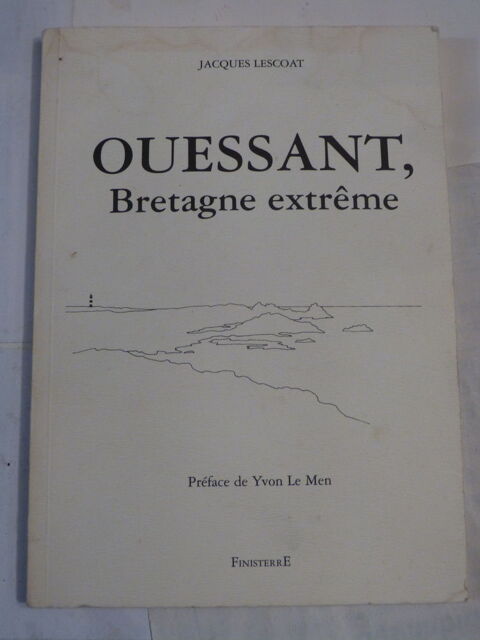 JACQUES LESCOAT
OUESSANT,
Bretagne extrême
Préface de Yvon Le Men
FINISTERRE